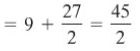 = 9 + 27/2 = 45/2